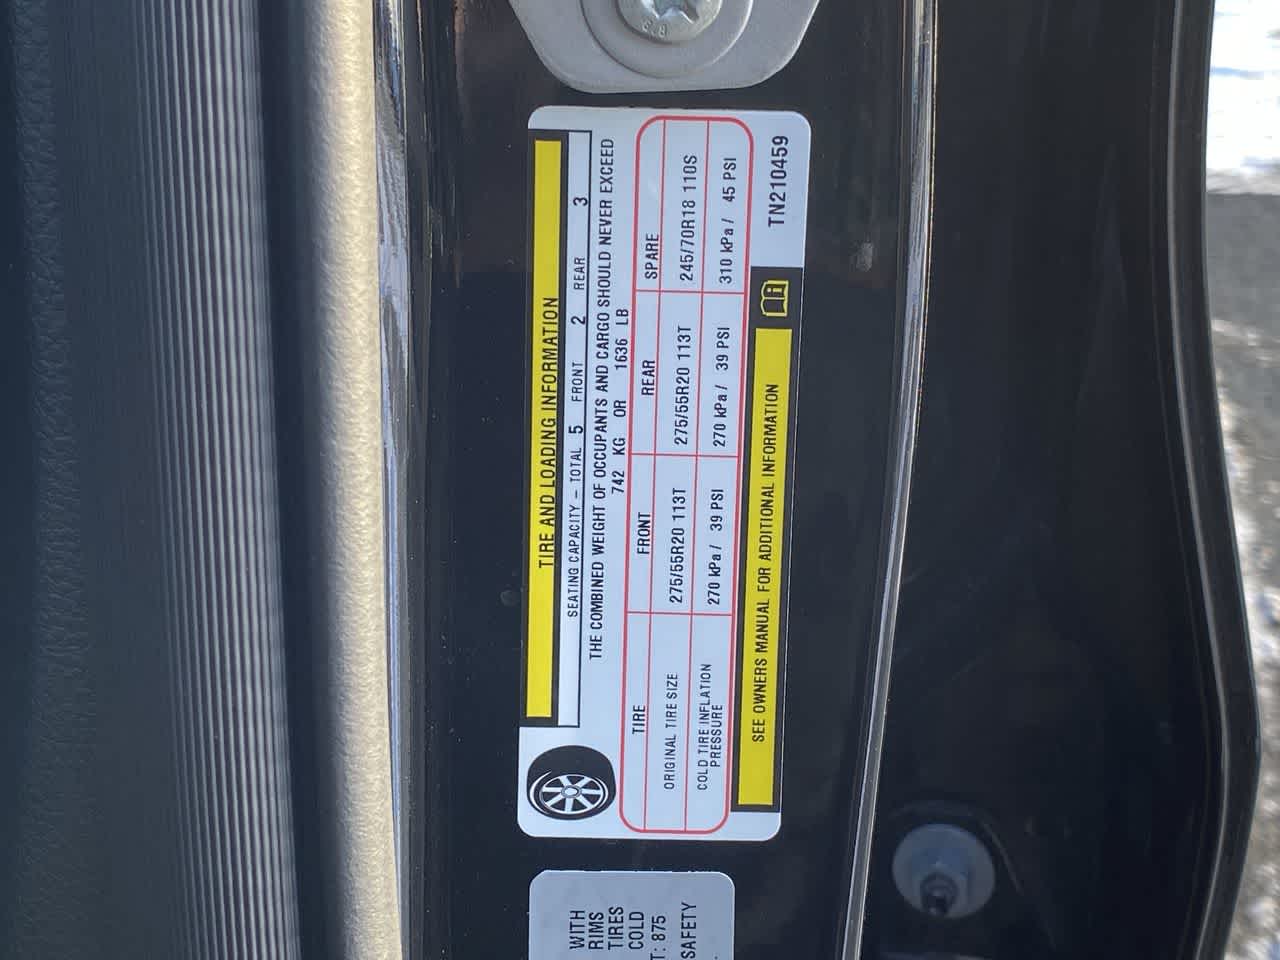 TIRE AND LOADING INFORMATION
SEATING CAPACITY – TOTAL 5 FRONT 2 REAR 3
THE COMBINED WEIGHT OF OCCUPANTS AND CARGO SHOULD NEVER EXCEED
742 KG OR 1636 LB
TIRE FRONT REAR SPARE
ORIGINAL TIRE SIZE 275/55R20 113T 275/55R20 113T 245/70R18 110S
COLD TIRE INFLATION
PRESSURE 270 kPa / 39 PSI 270 kPa / 39 PSI 310 kPa / 45 PSI
SEE OWNERS MANUAL FOR ADDITIONAL INFORMATION
TN210459
WITH
RIMS
TIRES
COLD
T: 875
SAFETY
8.8